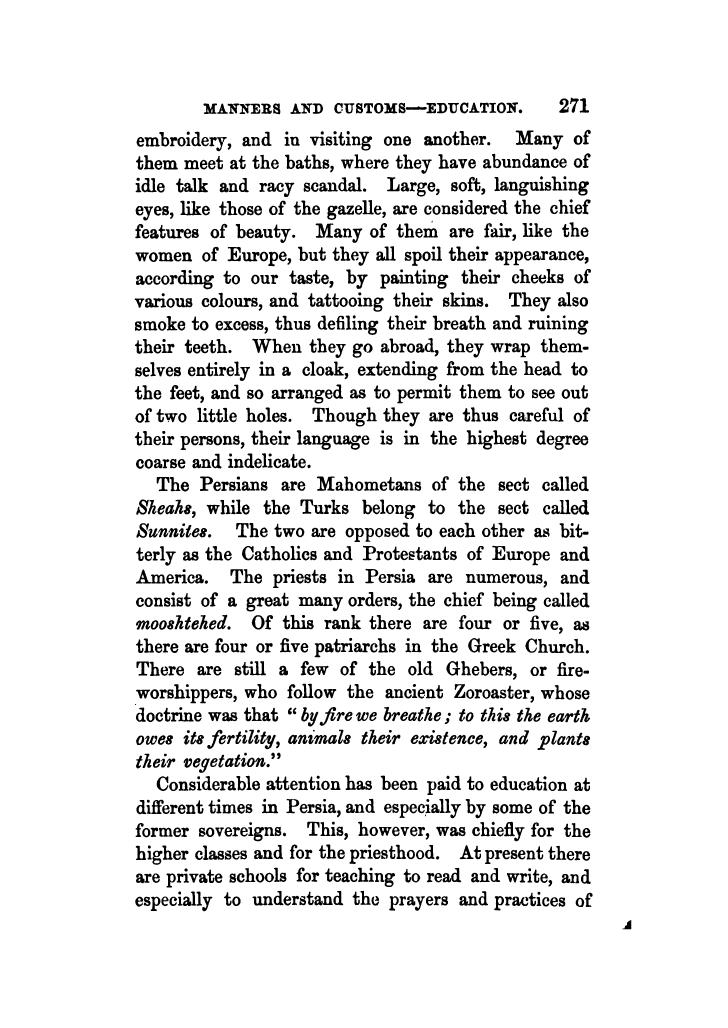 MANNERS AND CUSTOMS—EDUCATION. 271
embroidery, and in visiting one another. Many of
them meet at the baths, where they have abundance of
idle talk and racy scandal. Large, soft, languishing
eyes, like those of the gazelle, are considered the chief
features of beauty. Many of them are fair, like the
women of Europe, but they all spoil their appearance,
according to our taste, by painting their cheeks of
various colours, and tattooing their skins. They also
smoke to excess, thus defiling their breath and ruining
their teeth. When they go abroad, they wrap them-
selves entirely in a cloak, extending from the head to
the feet, and so arranged as to permit them to see out
of two little holes. Though they are thus careful of
their persons, their language is in the highest degree
coarse and indelicate.
The Persians are Mahometans of the sect called
Sheahs, while the Turks belong to the sect called
Sunnites. The two are opposed to each other as bit-
terly as the Catholics and Protestants of Europe and
America. The priests in Persia are numerous, and
consist of a great many orders, the chief being called
mooshtehed. Of this rank there are four or five, as
there are four or five patriarchs in the Greek Church.
There are still a few of the old Ghebers, or fire-
worshippers, who follow the ancient Zoroaster, whose
doctrine was that "by fire we breathe; to this the earth
owes its fertility, animals their existence, and plants
their vegetation."
Considerable attention has been paid to education at
different times in Persia, and especially by some of the
former sovereigns. This, however, was chiefly for the
higher classes and for the priesthood. At present there
are private schools for teaching to read and write, and
especially to understand the prayers and practices of